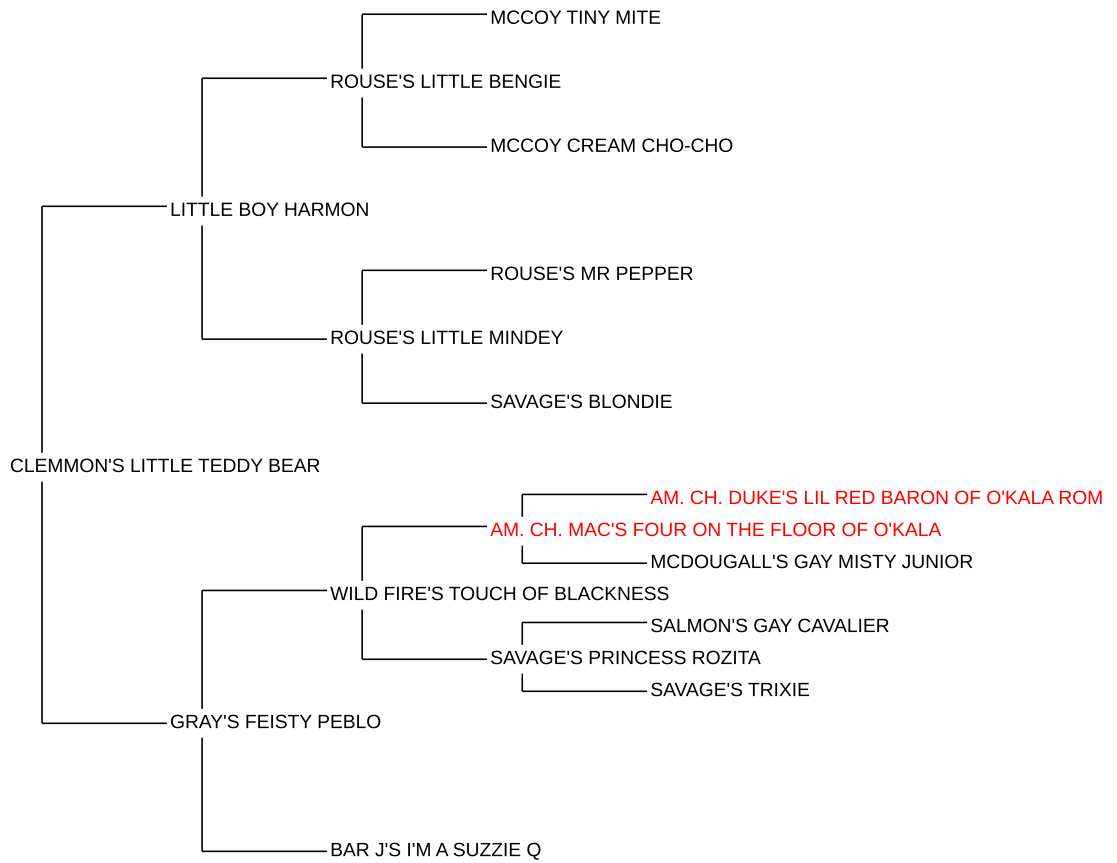 MCCOY TINY MITE
ROUSE'S LITTLE BENGIE
MCCOY CREAM CHO-CHO
LITTLE BOY HARMON
ROUSE'S MR PEPPER
ROUSE'S LITTLE MINDEY
SAVAGE'S BLONDIE
CLEMMON'S LITTLE TEDDY BEAR
AM. CH. DUKE'S LIL RED BARON OF O'KALA ROM
AM. CH. MAC'S FOUR ON THE FLOOR OF O'KALA
MCDOUGALL'S GAY MISTY JUNIOR
WILD FIRE'S TOUCH OF BLACKNESS
SALMON'S GAY CAVALIER
SAVAGE'S PRINCESS ROZITA
SAVAGE'S TRIXIE
GRAY'S FEISTY PEBLO
BAR J'S I'M A SUZZIE Q